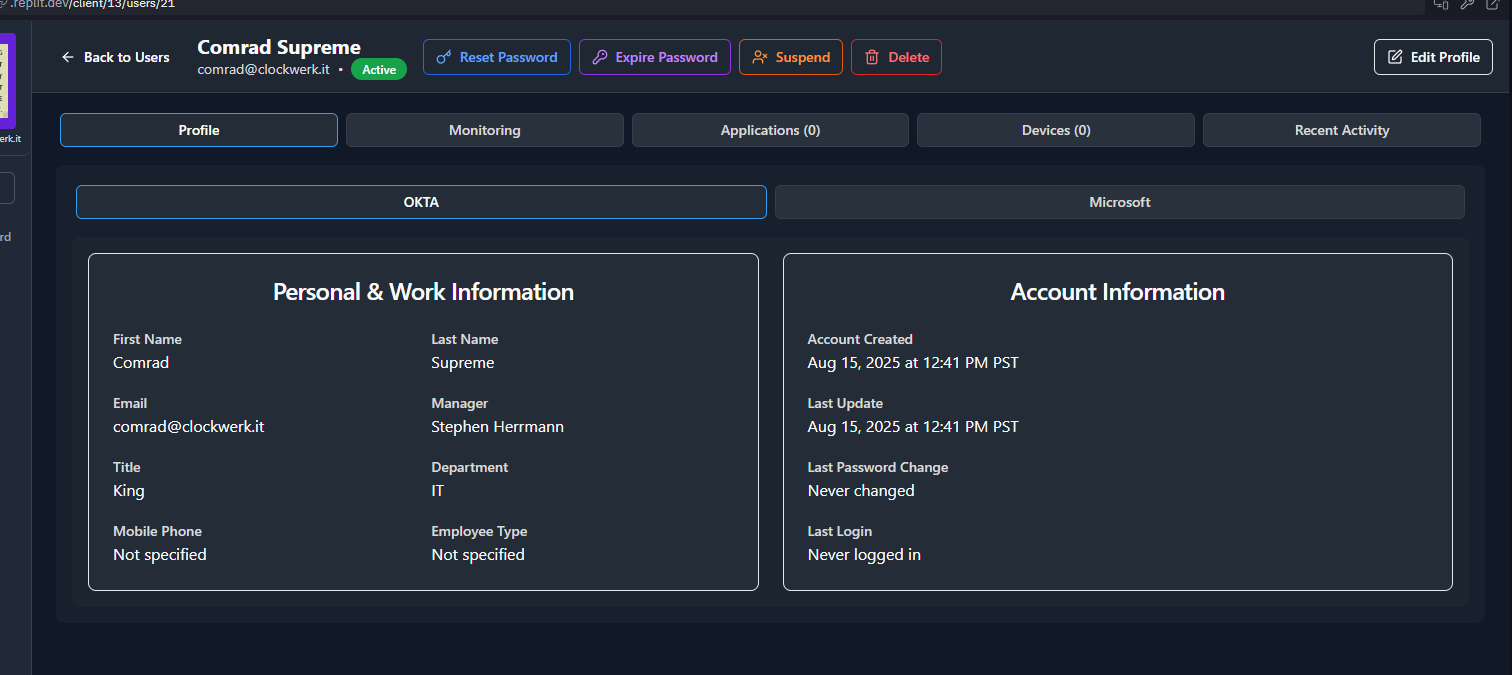 .replit.dev/client/13/users/21
Back to Users
Comrad Supreme
comrad@clockwerk.it • Active
Reset Password
Expire Password
Suspend
Delete
Edit Profile
erk.it
rd
Profile
Monitoring
Applications (0)
Devices (0)
Recent Activity
OKTA
Microsoft
Personal & Work Information
First Name
Comrad
Last Name
Supreme
Email
comrad@clockwerk.it
Manager
Stephen Herrmann
Title
King
Department
IT
Mobile Phone
Not specified
Employee Type
Not specified
Account Information
Account Created
Aug 15, 2025 at 12:41 PM PST
Last Update
Aug 15, 2025 at 12:41 PM PST
Last Password Change
Never changed
Last Login
Never logged in